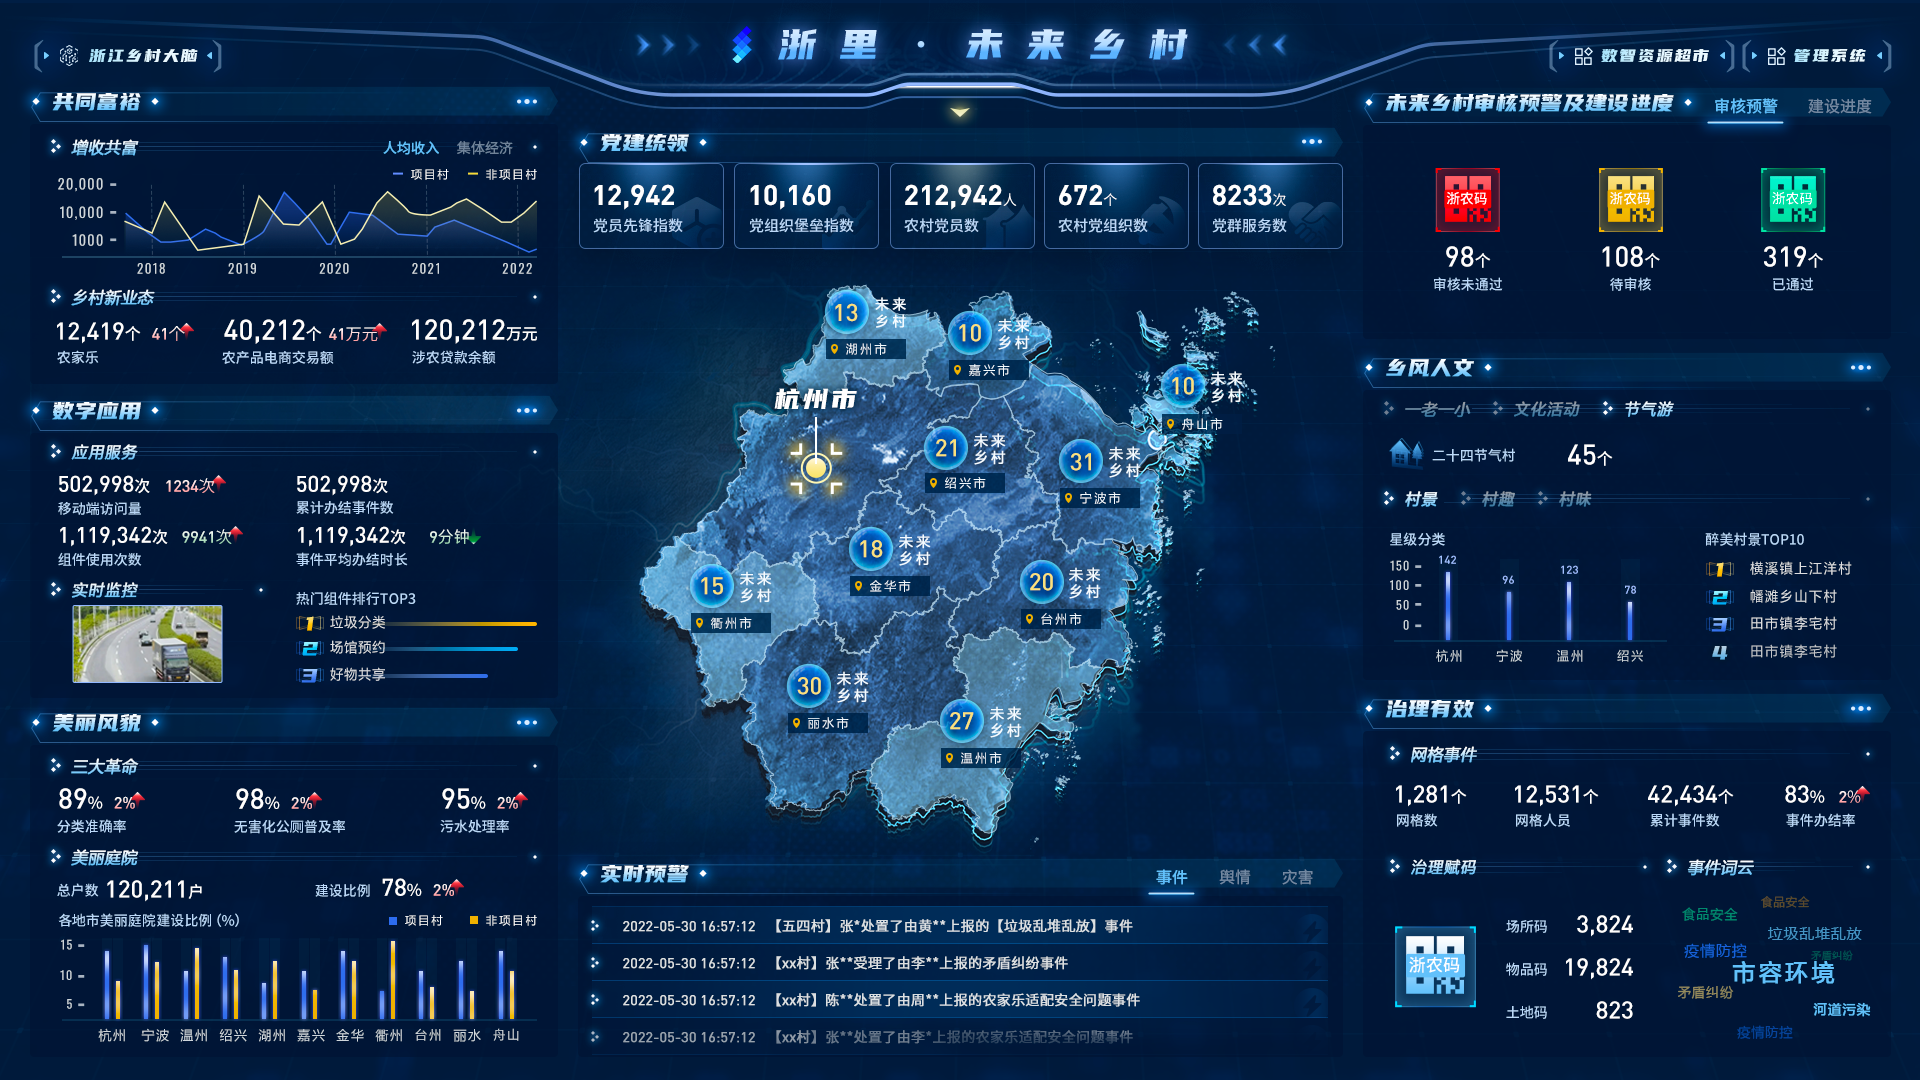 浙江乡村大脑
浙里·未来乡村
数智资源超市
管理系统
共同富裕
增收共富
人均收入 集体经济
项目村 非项目村
20,000
10,000
1000
2018 2019 2020 2021 2022
乡村新业态
12,419个 41个
农家乐
40,212个 41万元
农产品电商交易额
120,212万元
涉农贷款余额
数字应用
应用服务
502,998次 1234次
移动端访问量
502,998次
累计办结事件数
1,119,342次 9941次
组件使用次数
1,119,342次 9分钟
事件平均办结时长
实时监控
热门组件排行TOP3
1 垃圾分类
2 场馆预约
3 好物共享
美丽风貌
三大革命
89% 2%
分类准确率
98% 2%
无害化公厕普及率
95% 2%
污水处理率
美丽庭院
总户数 120,211户
建设比例 78% 2%
各地市美丽庭院建设比例 (%)
项目村 非项目村
15
10
5
杭州 宁波 温州 绍兴 湖州 嘉兴 金华 衢州 台州 丽水 舟山
党建统领
12,942
党员先锋指数
10,160
党组织堡垒指数
212,942人
农村党员数
672个
农村党组织数
8233次
党群服务数
13 未来乡村
湖州市
10 未来乡村
嘉兴市
10 未来乡村
舟山市
杭州市
21 未来乡村
绍兴市
31 未来乡村
宁波市
18 未来乡村
金华市
15 未来乡村
衢州市
20 未来乡村
台州市
30 未来乡村
丽水市
27 未来乡村
温州市
实时预警
事件 舆情 灾害
2022-05-30 16:57:12 【五四村】张*处置了由黄**上报的【垃圾乱堆乱放】事件
2022-05-30 16:57:12 【xx村】张**受理了由李**上报的矛盾纠纷事件
2022-05-30 16:57:12 【xx村】陈**处置了由周**上报的农家乐适配安全问题事件
2022-05-30 16:57:12 【xx村】张**处置了由李*上报的农家乐适配安全问题事件
未来乡村审核预警及建设进度
审核预警 建设进度
浙农码
98个
审核未通过
浙农码
108个
待审核
浙农码
319个
已通过
乡风人文
一老一小 文化活动 节气游
二十四节气村 45个
村景 村趣 村味
星级分类
150
100
50
0
142 96 123 78
杭州 宁波 温州 绍兴
醉美村景TOP10
1 横溪镇上江洋村
2 幡滩乡山下村
3 田市镇李宅村
4 田市镇李宅村
治理有效
网格事件
1,281个
网格数
12,531个
网格人员
42,434个
累计事件数
83% 2%
事件办结率
治理赋码
浙农码
场所码 3,824
物品码 19,824
土地码 823
事件词云
食品安全
食品安全
垃圾乱堆乱放
疫情防控
矛盾纠纷
市容环境
矛盾纠纷
河道污染
疫情防控